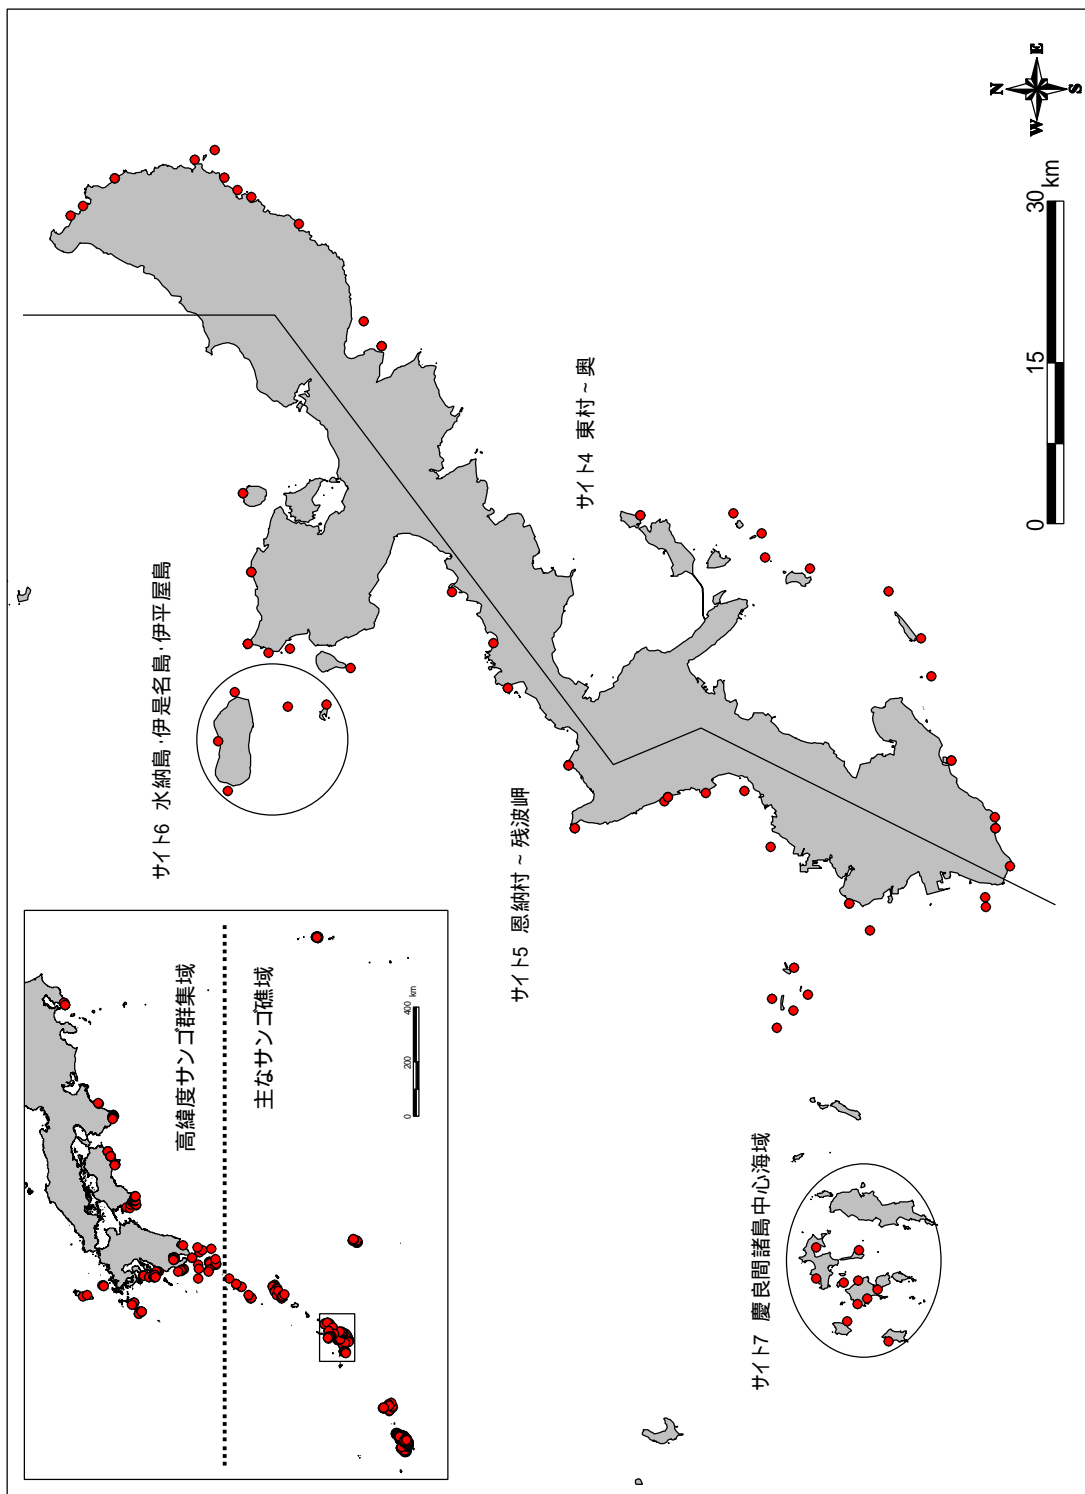 高緯度サンゴ群集域
主なサンゴ礁域
0 200 400 km
サイト6 水納島・伊是名島・伊平屋島
サイト5 恩納村~残波岬
サイト4 東村~奥
サイト7 慶良間諸島中心海域
N
W E
S
0 15 30 km